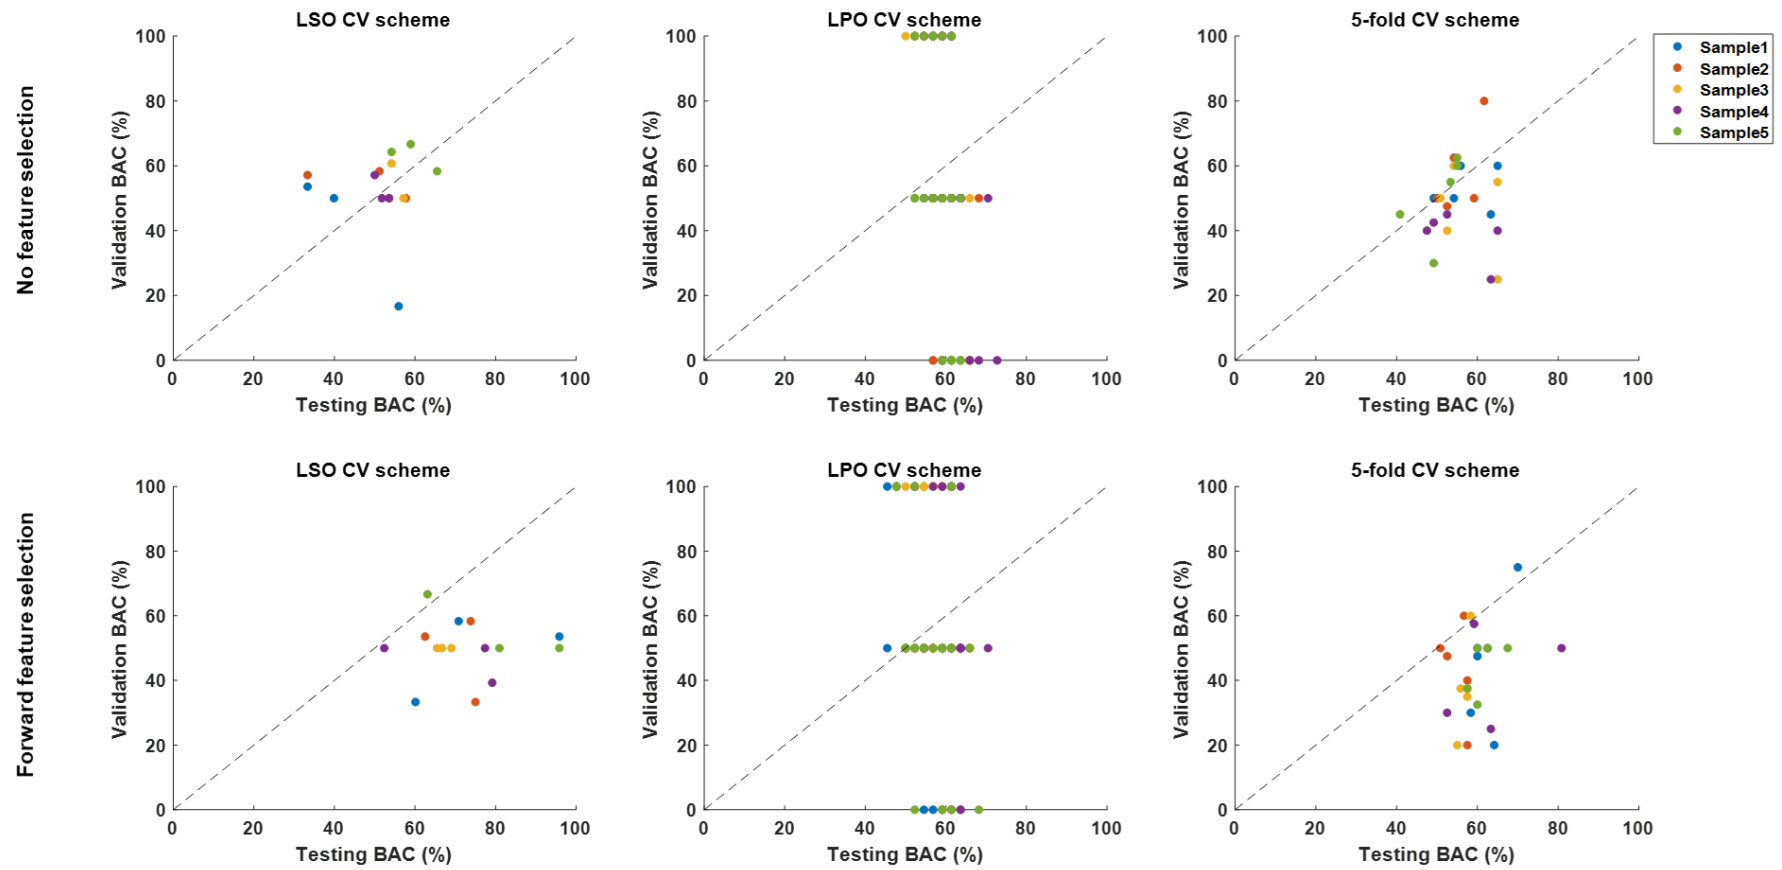 No feature selection
LSO CV scheme
100
80
60
40
20
0
0 20 40 60 80 100
Validation BAC (%)
Testing BAC (%)
LPO CV scheme
100
80
60
40
20
0
0 20 40 60 80 100
Validation BAC (%)
Testing BAC (%)
5-fold CV scheme
100
80
60
40
20
0
0 20 40 60 80 100
Validation BAC (%)
Testing BAC (%)
Sample1
Sample2
Sample3
Sample4
Sample5
Forward feature selection
LSO CV scheme
100
80
60
40
20
0
0 20 40 60 80 100
Validation BAC (%)
Testing BAC (%)
LPO CV scheme
100
80
60
40
20
0
0 20 40 60 80 100
Validation BAC (%)
Testing BAC (%)
5-fold CV scheme
100
80
60
40
20
0
0 20 40 60 80 100
Validation BAC (%)
Testing BAC (%)